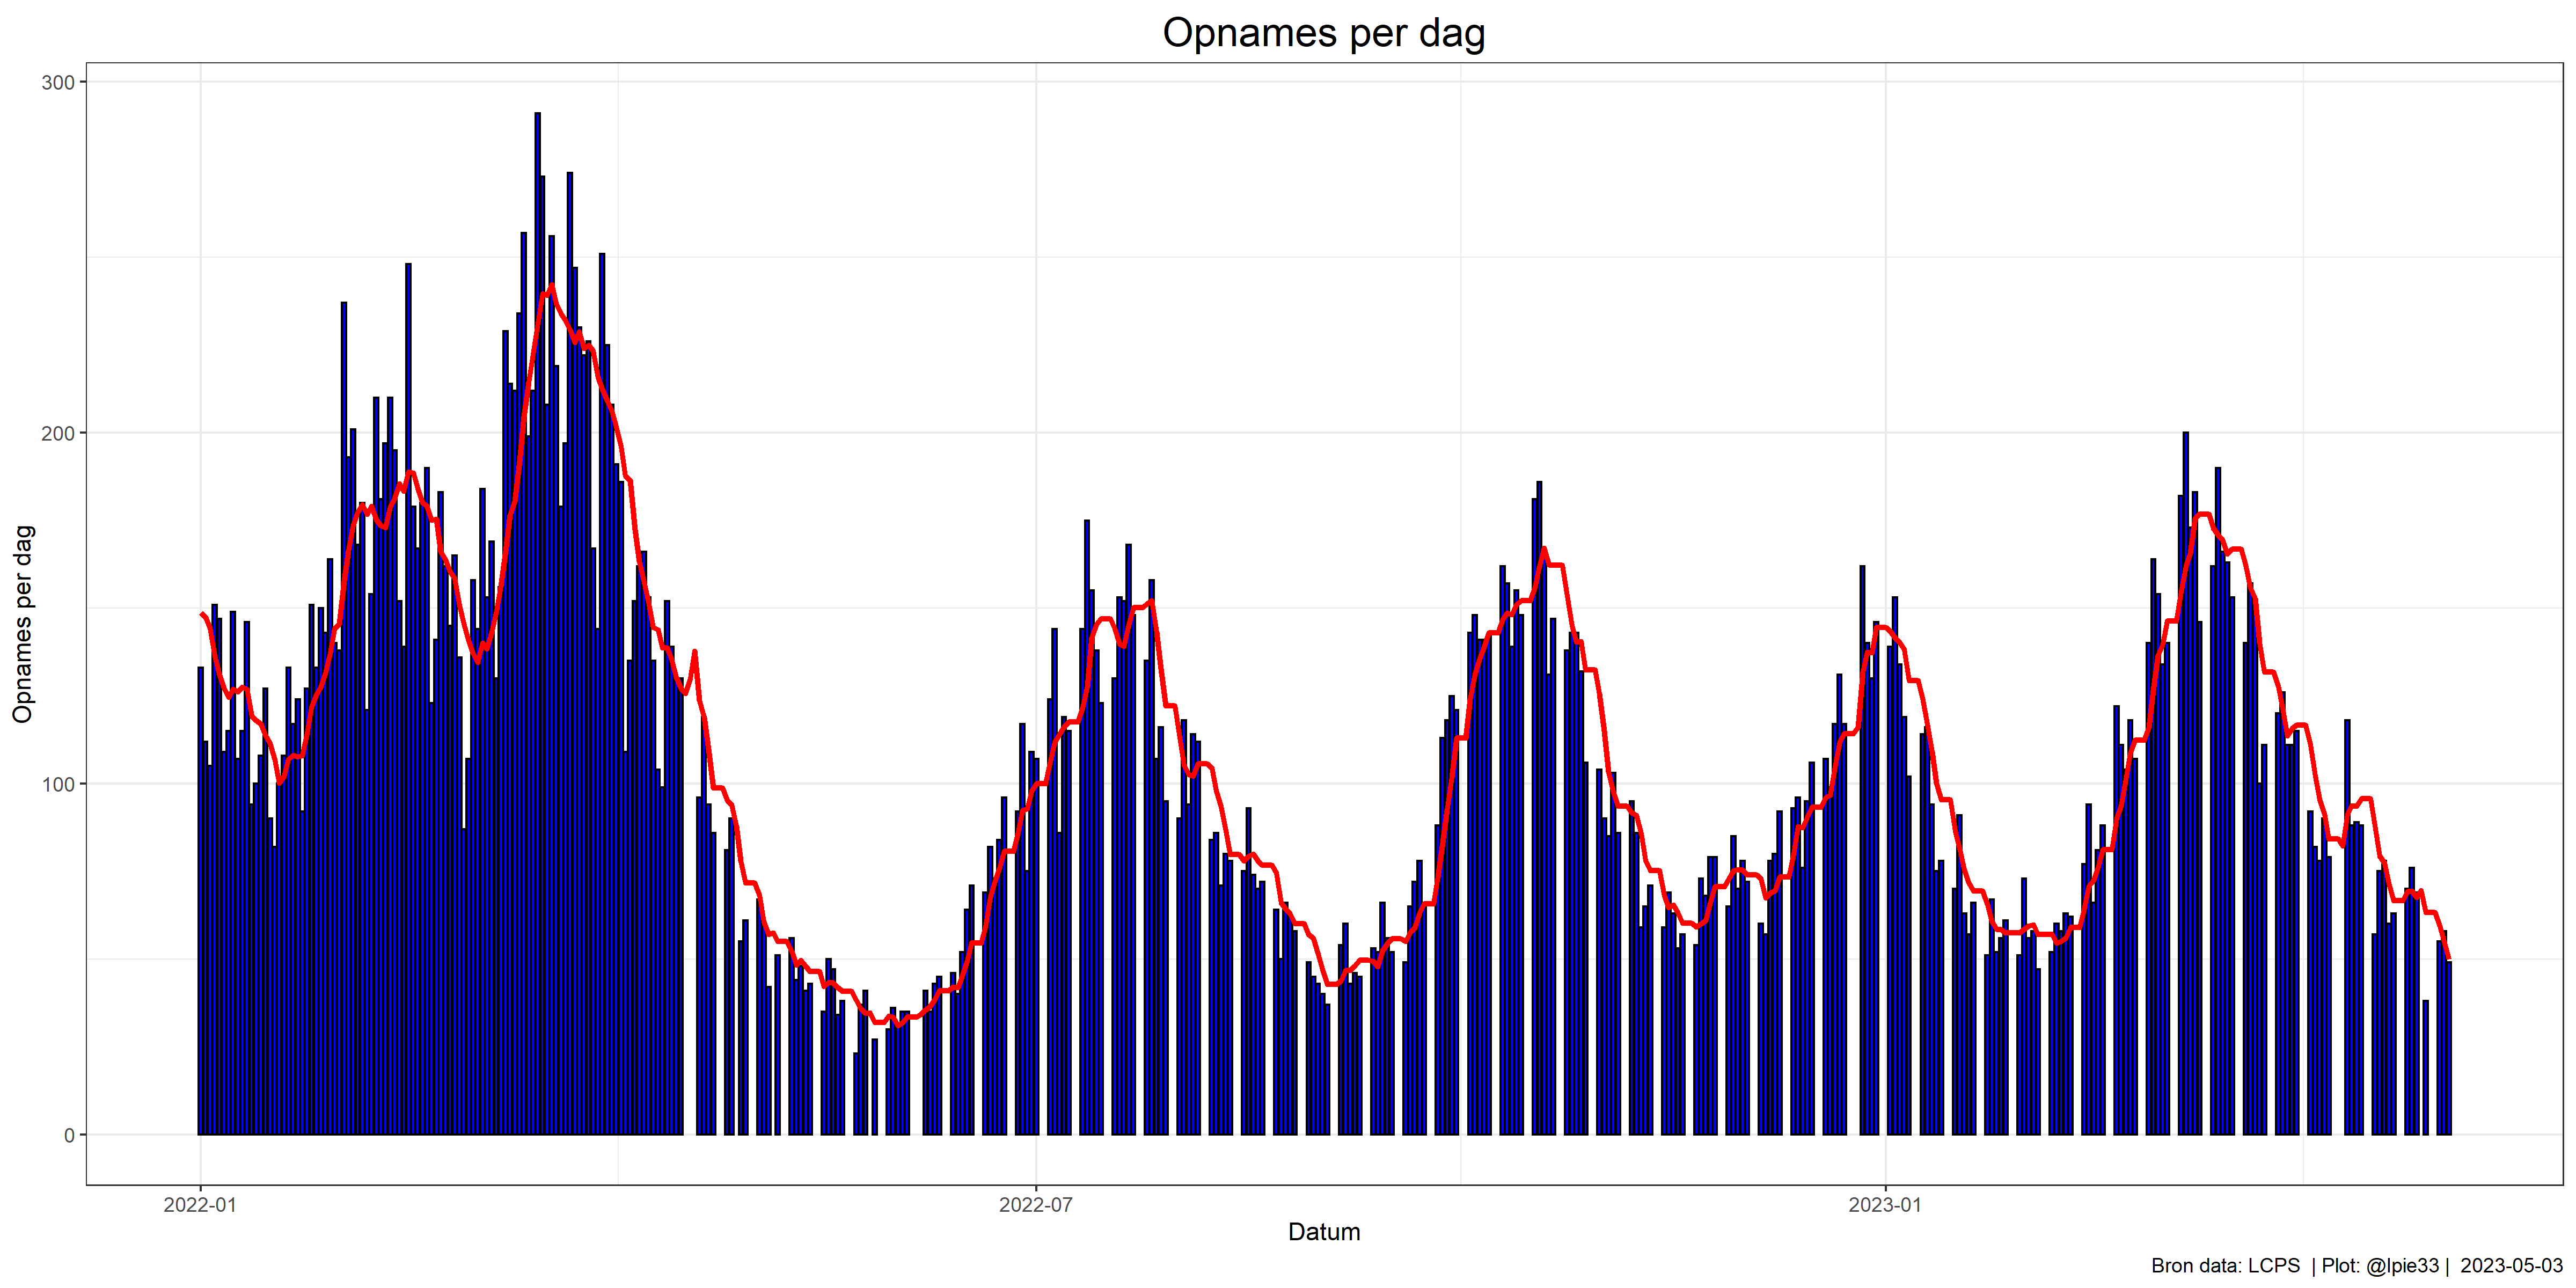 Opnames per dag
300
200
100
0
Opnames per dag
2022-01
2022-07
2023-01
Datum
Bron data: LCPS | Plot: @lpie33 | 2023-05-03